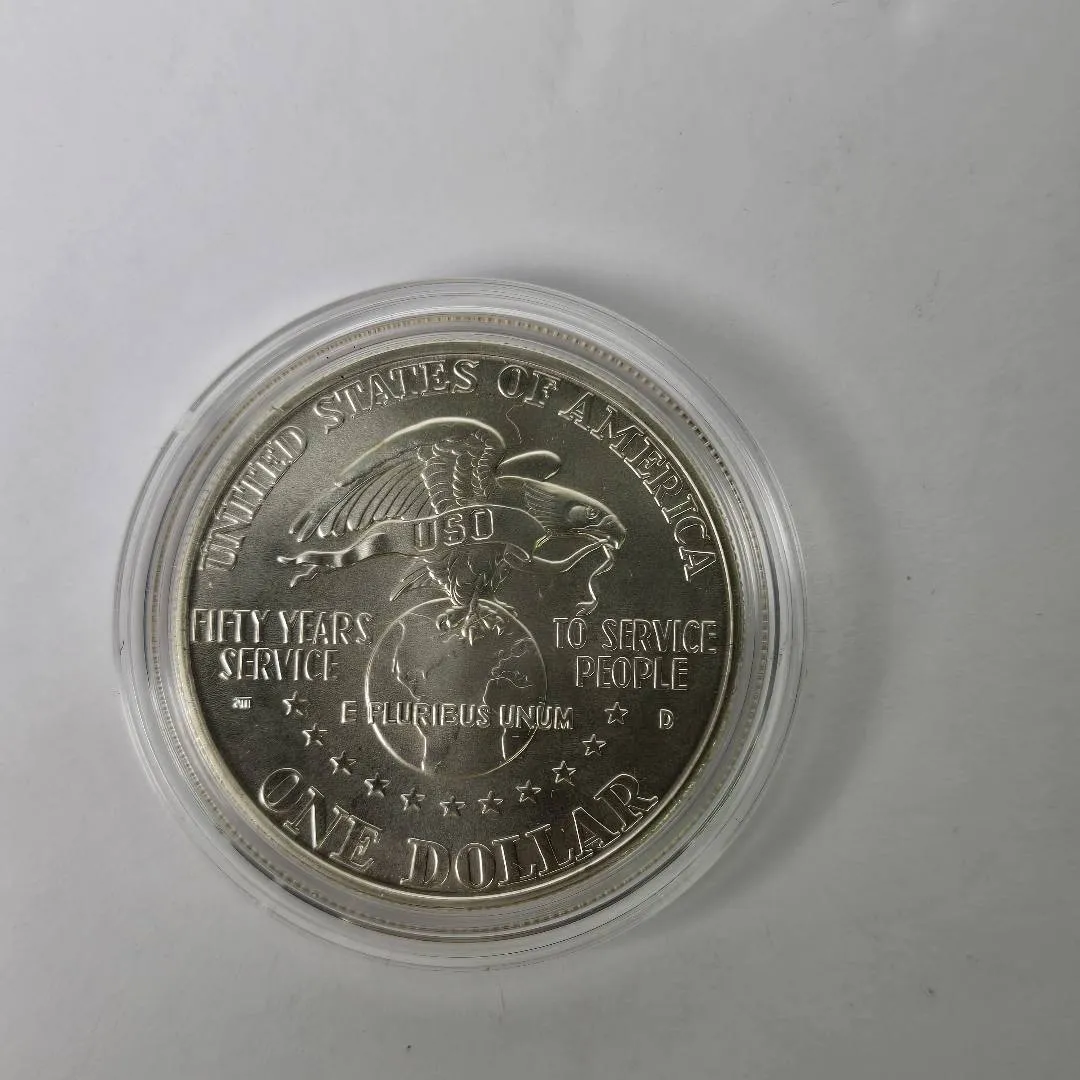 UNITED STATES OF AMERICA
USO
FIFTY YEARS
SERVICE
TO SERVICE
PEOPLE
E PLURIBUS UNUM
D
ONE DOLLAR